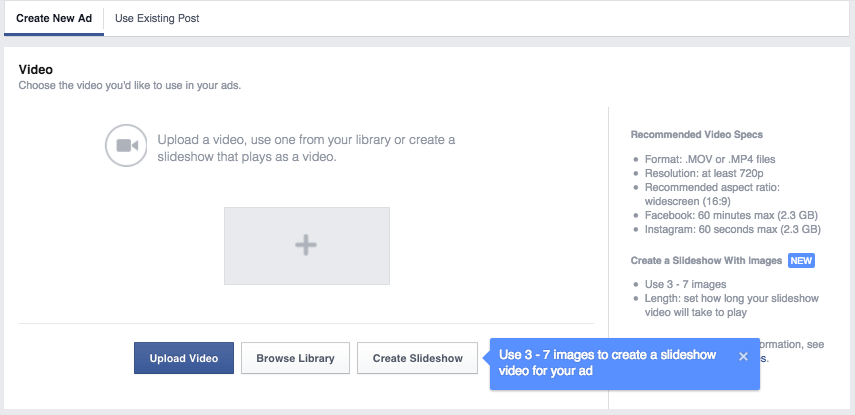 Create New Ad
Use Existing Post
Video
Choose the video you'd like to use in your ads.
Upload a video, use one from your library or create a
slideshow that plays as a video.
Recommended Video Specs
Format: .MOV or .MP4 files
Resolution: at least 720p
Recommended aspect ratio:
widescreen (16:9)
Facebook: 60 minutes max (2.3 GB)
Instagram: 60 seconds max (2.3 GB)
Create a Slideshow With Images NEW
Use 3 - 7 images
Length: set how long your slideshow
video will take to play
see
Upload Video
Browse Library
Create Slideshow
Use 3 - 7 images to create a slideshow
video for your ad